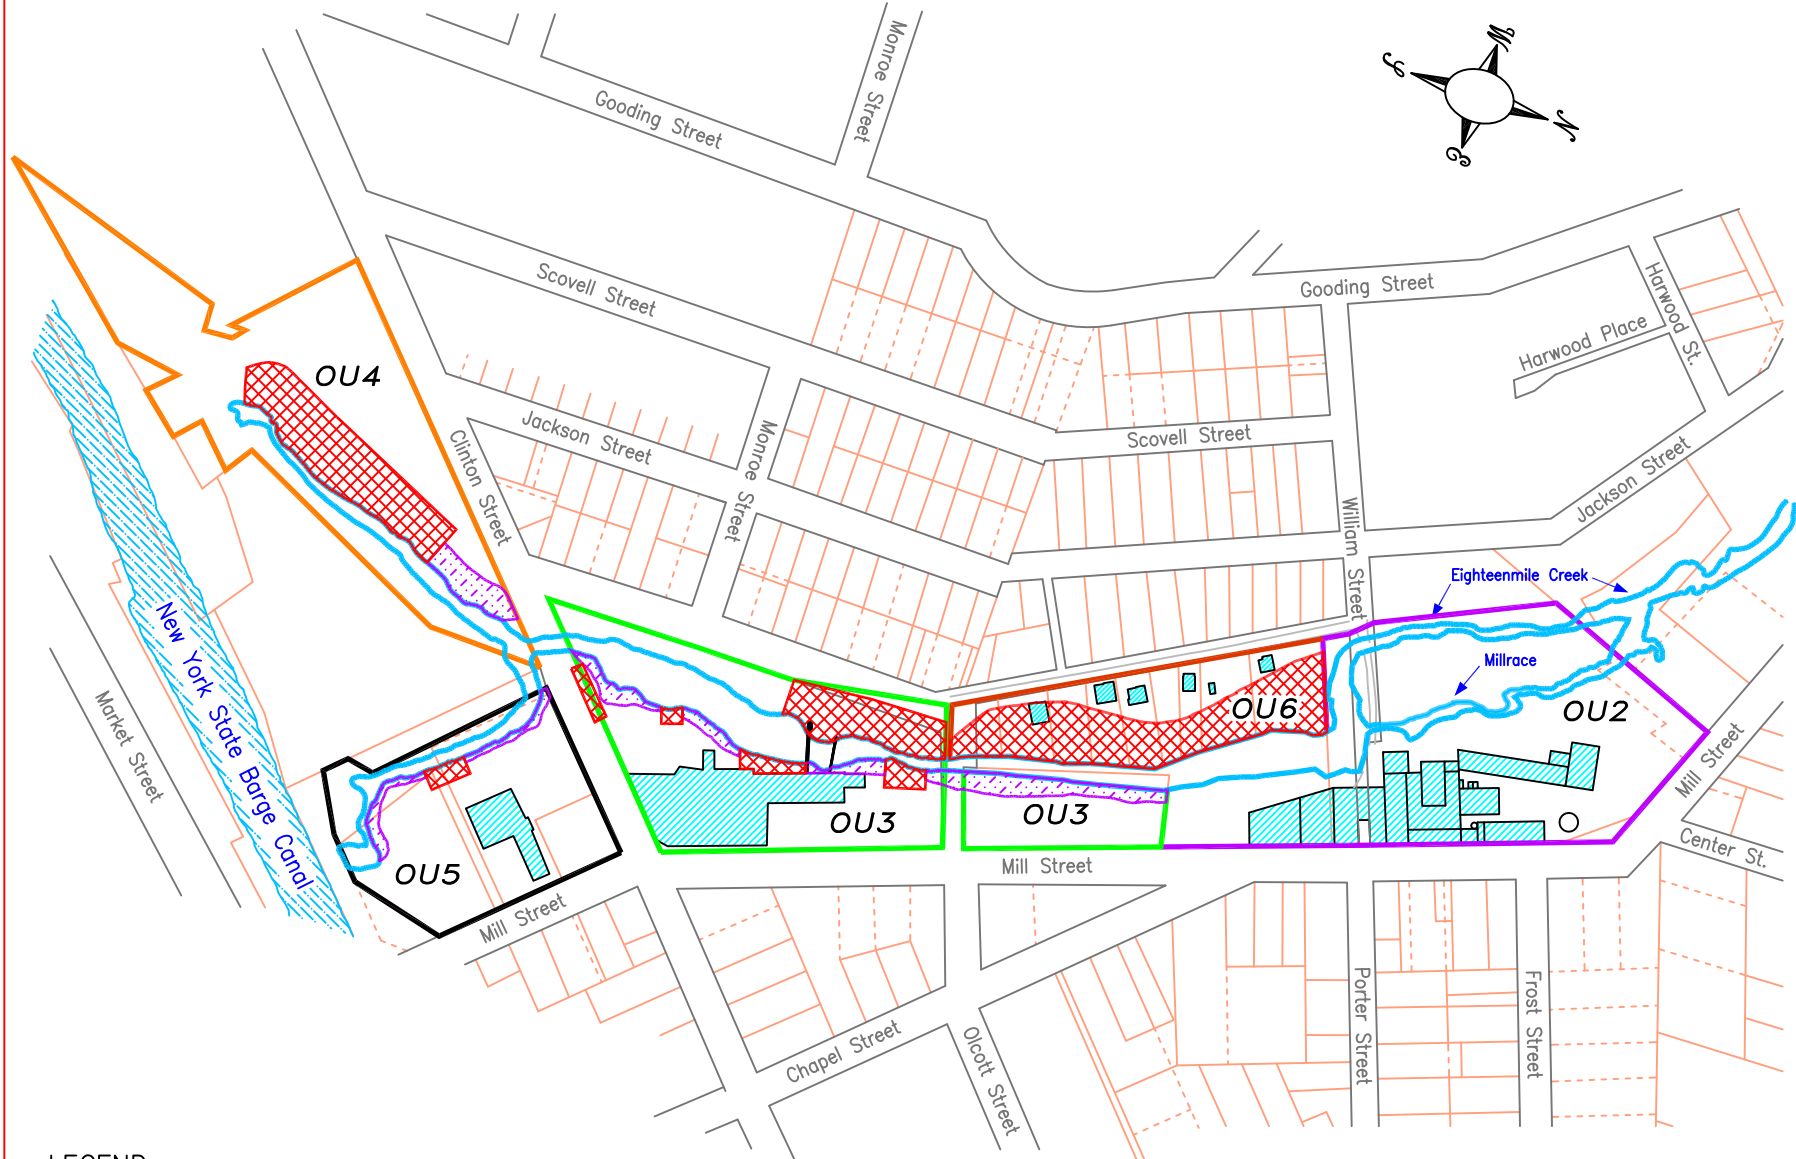 Monroe Street
W
S
N
E
Gooding Street
Scovell Street
Gooding Street
Harwood St.
Harwood Place
OU4
Jackson Street
Monroe Street
Scovell Street
Clinton Street
William Street
Jackson Street
Eighteenmile Creek
Millrace
New York State Barge Canal
Market Street
OU6
OU2
Mill Street
OU3
OU3
OU5
Mill Street
Center St.
Mill Street
Chapel Street
Olcott Street
Porter Street
Frost Street
LEGEND